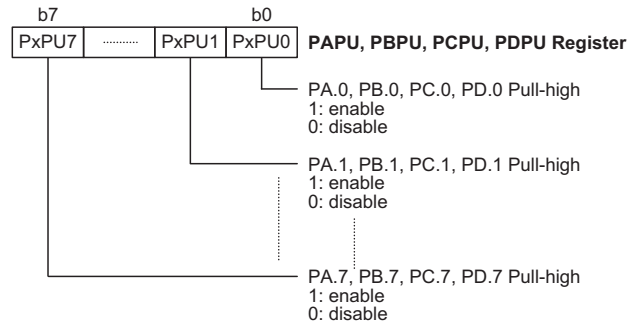 b7 b0
PxPU7 PxPU1 PxPU0 PAPU, PBPU, PCPU, PDPU Register
PA.0, PB.0, PC.0, PD.0 Pull-high
1: enable
0: disable
PA.1, PB.1, PC.1, PD.1 Pull-high
1: enable
0: disable
PA.7, PB.7, PC.7, PD.7 Pull-high
1: enable
0: disable